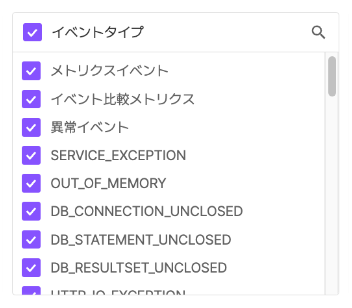 イベントタイプ
メトリクスイベント
イベント比較メトリクス
異常イベント
SERVICE_EXCEPTION
OUT_OF_MEMORY
DB_CONNECTION_UNCLOSED
DB_STATEMENT_UNCLOSED
DB_RESULTSET_UNCLOSED
HTTP_IO_EXCEPTION